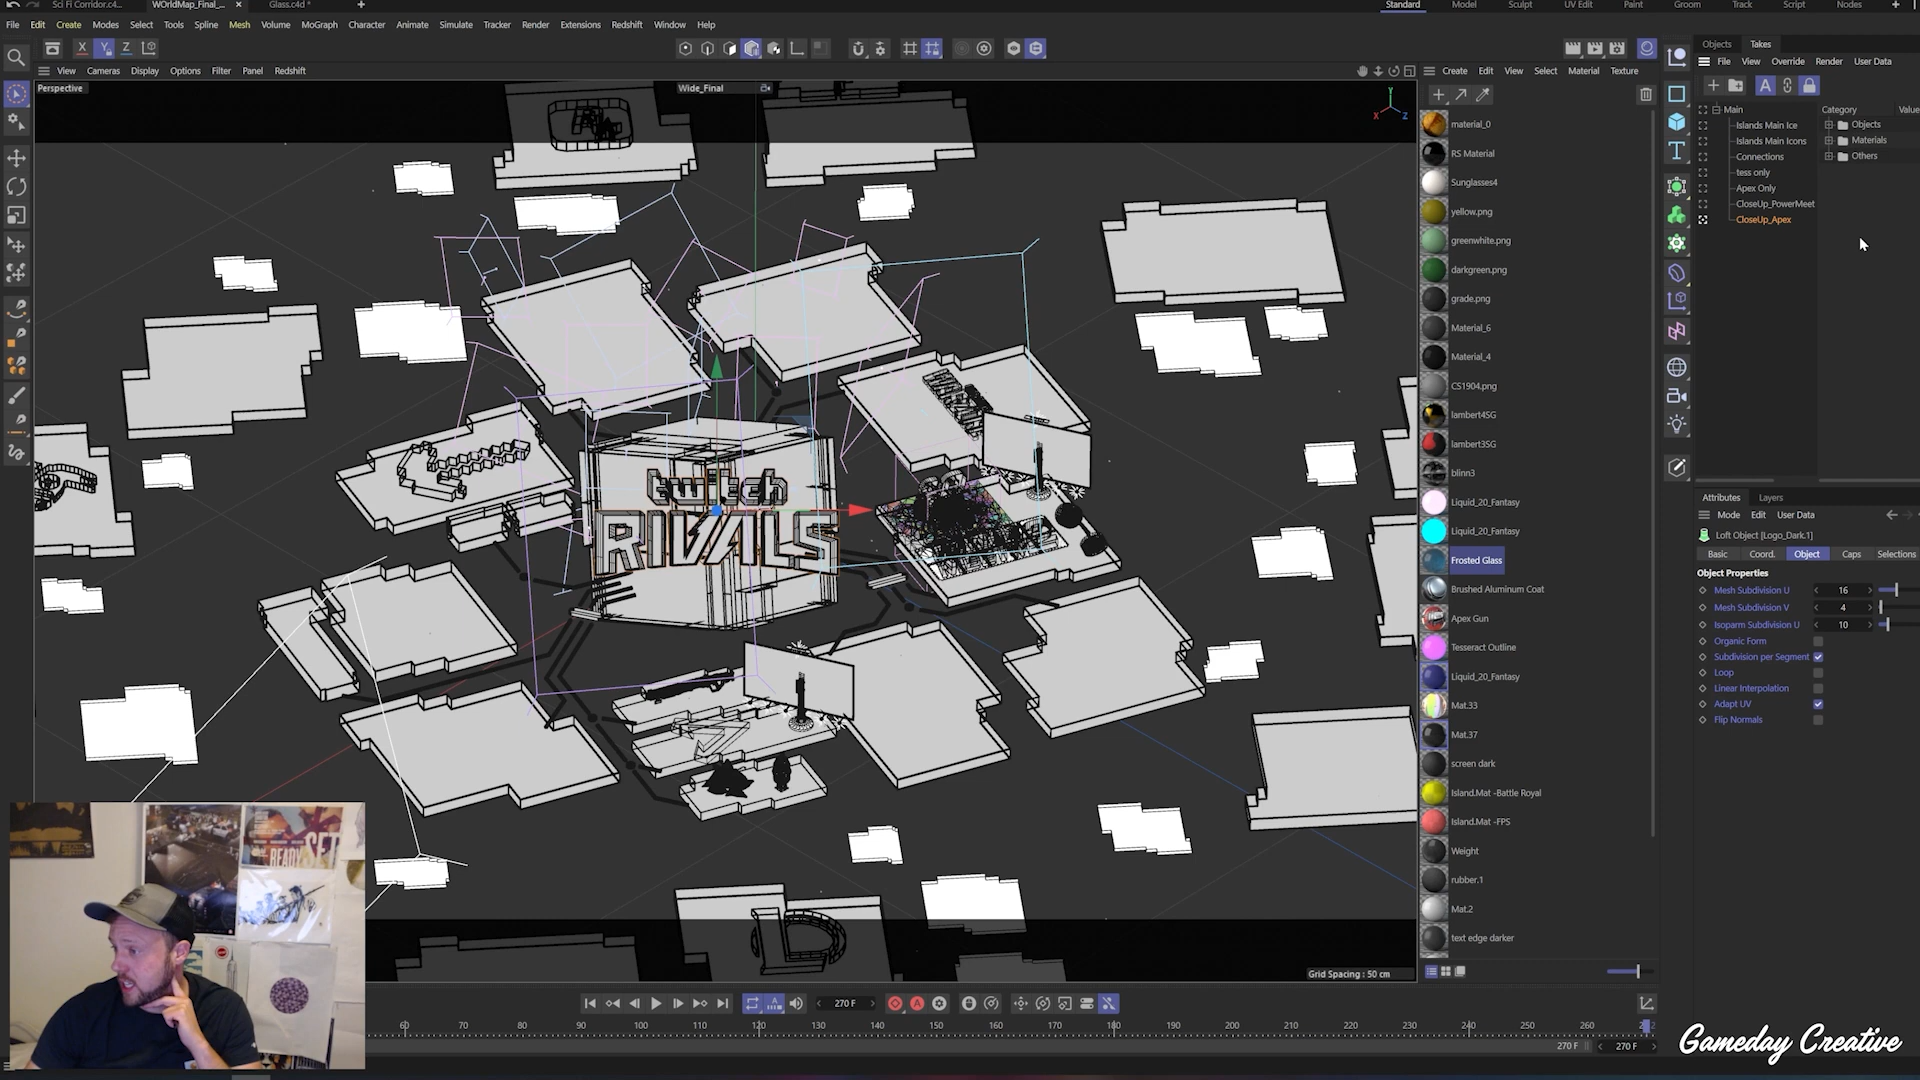 Sci Fi Corridor.c4...
WOrldMap_Final_...
Glass.c4d *
Standard
Model
Sculpt
UV Edit
Paint
Groom
Track
Script
Nodes
File
Edit
Create
Modes
Select
Tools
Spline
Mesh
Volume
MoGraph
Character
Animate
Simulate
Tracker
Render
Extensions
Redshift
Window
Help
X
Y
Z
View
Cameras
Display
Options
Filter
Panel
Redshift
Perspective
Wide_Final
Y
X
Z
twitch
RIVALS
Grid Spacing : 50 cm
Create
Edit
View
Select
Material
Texture
material_0
RS Material
Sunglasses4
yellow.png
greenwhite.png
darkgreen.png
grade.png
Material_6
Material_4
CS1904.png
lambert4SG
lambert3SG
blinn3
Liquid_20_Fantasy
Liquid_20_Fantasy
Frosted Glass
Brushed Aluminum Coat
Apex Gun
Tesseract Outline
Liquid_20_Fantasy
Mat.33
Mat.37
screen dark
Island.Mat -Battle Royal
Island.Mat -FPS
Weight
rubber.1
Mat.2
text edge darker
Objects
Takes
File
View
Override
Render
User Data
Main
Islands Main Ice
Islands Main Icons
Connections
tess only
Apex Only
CloseUp_PowerMeet
CloseUp_Apex
Category
Value
Objects
Materials
Others
Attributes
Layers
Mode
Edit
User Data
Loft Object [Logo_Dark.1]
Basic
Coord.
Object
Caps
Selections
Object Properties
Mesh Subdivision U 16
Mesh Subdivision V 4
Isoparm Subdivision U 10
Organic Form
Subdivision per Segment
Loop
Linear Interpolation
Adapt UV
Flip Normals
READY SET
270 F
60 70 80 90 100 110 120 130 140 150 160 170 180 190 200 210 220 230 240 250 260
270 F
270 F
Gameday Creative